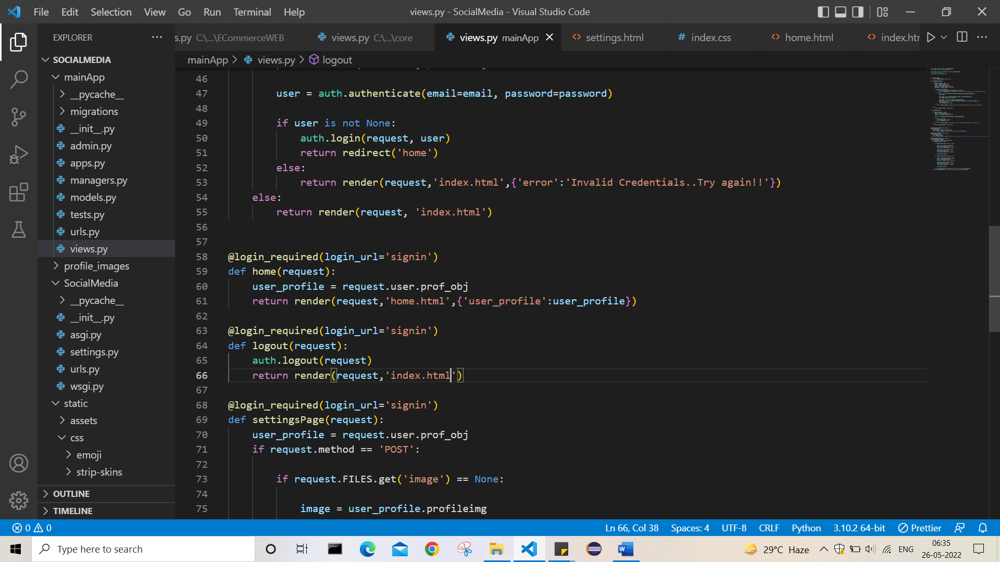 File Edit Selection View Go Run Terminal Help
views.py - SocialMedia - Visual Studio Code
EXPLORER
s.py C:\...\ECommerceWEB
views.py C:\...\core
views.py mainApp
settings.html
# index.css
home.html
index.htr
SOCIALMEDIA
mainApp
__pycache__
migrations
__init__.py
admin.py
apps.py
managers.py
models.py
tests.py
urls.py
views.py
profile_images
SocialMedia
__pycache__
__init__.py
asgi.py
settings.py
urls.py
wsgi.py
static
assets
css
emoji
strip-skins
OUTLINE
TIMELINE
mainApp > views.py > logout
46
47 user = auth.authenticate(email=email, password=password)
48
49 if user is not None:
50 auth.login(request, user)
51 return redirect('home')
52 else:
53 return render(request,'index.html',{'error':'Invalid Credentials..Try again!!'})
54 else:
55 return render(request, 'index.html')
56
57
58 @login_required(login_url='signin')
59 def home(request):
60 user_profile = request.user.prof_obj
61 return render(request,'home.html',{'user_profile':user_profile})
62
63 @login_required(login_url='signin')
64 def logout(request):
65 auth.logout(request)
66 return render(request,'index.html')
67
68 @login_required(login_url='signin')
69 def settingsPage(request):
70 user_profile = request.user.prof_obj
71 if request.method == 'POST':
72
73 if request.FILES.get('image') == None:
74
75 image = user_profile.profileimg
0 0
Ln 66, Col 38 Spaces: 4 UTF-8 CRLF Python 3.10.2 64-bit Prettier
Type here to search
29°C Haze
ENG
06:35
26-05-2022